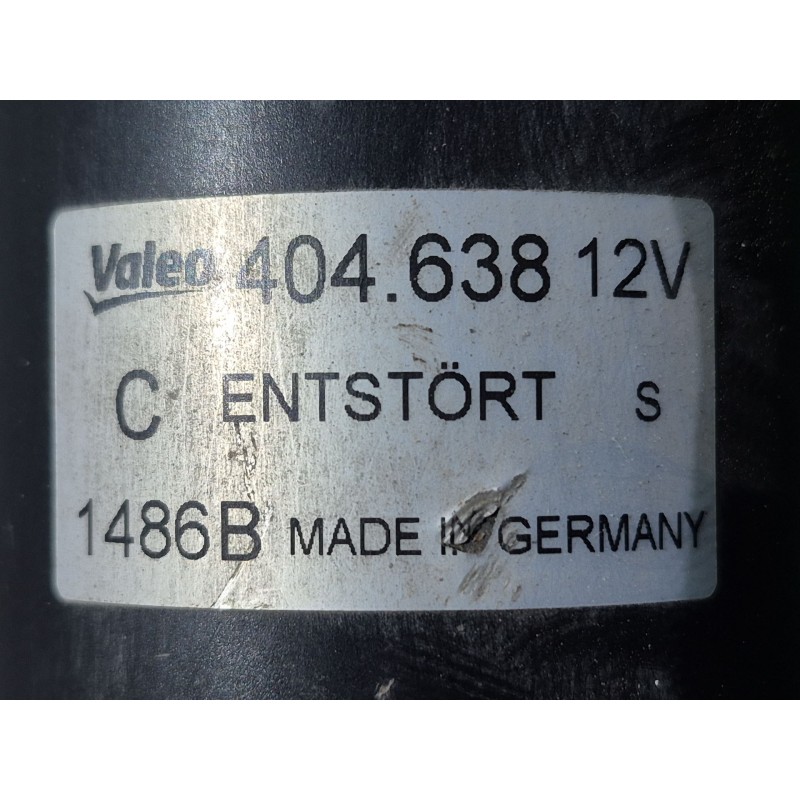 Valeo 404.638 12V
C ENTSTÖRT S
1486B MADE IN GERMANY